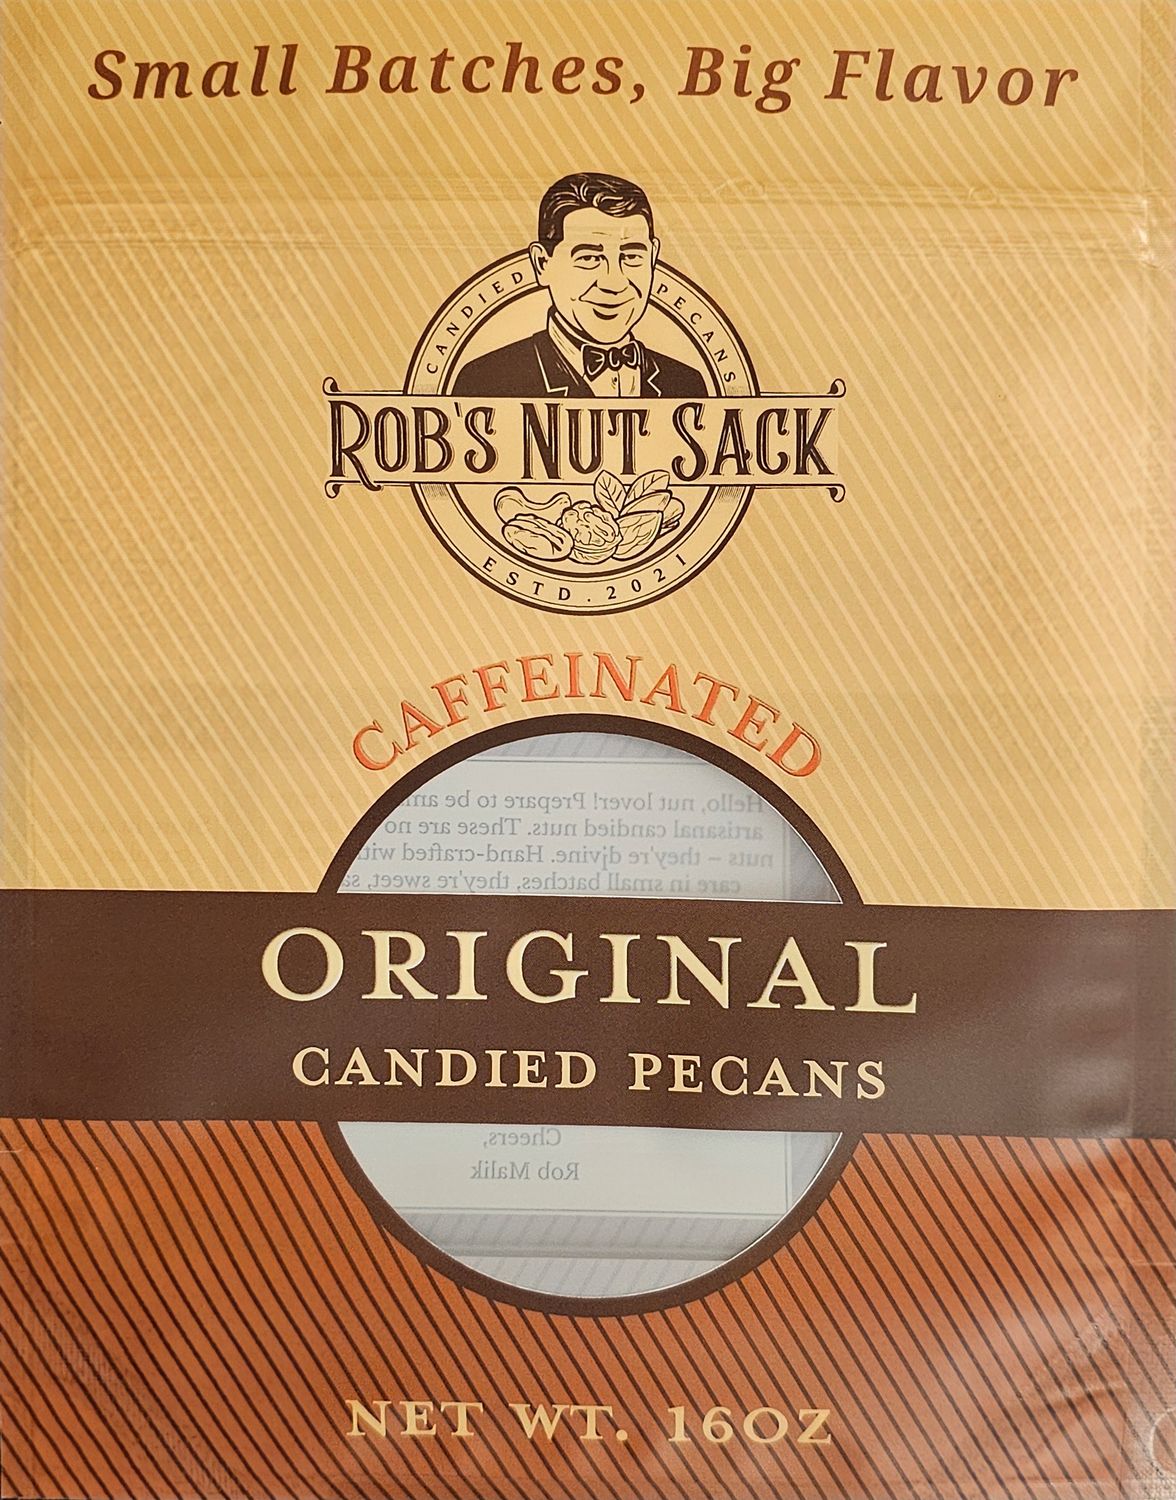 Small Batches, Big Flavor
CANDIED PECANS
ROB'S NUT SACK
ESTD. 2021
CAFFEINATED
Hello, nut lover! Prepare to be
artisanal candied nuts. These are no
nuts – they're divine. Hand-crafted with
care in small batches, they're sweet,
ORIGINAL
CANDIED PECANS
Cheers,
Rob Malik
NET WT. 16OZ